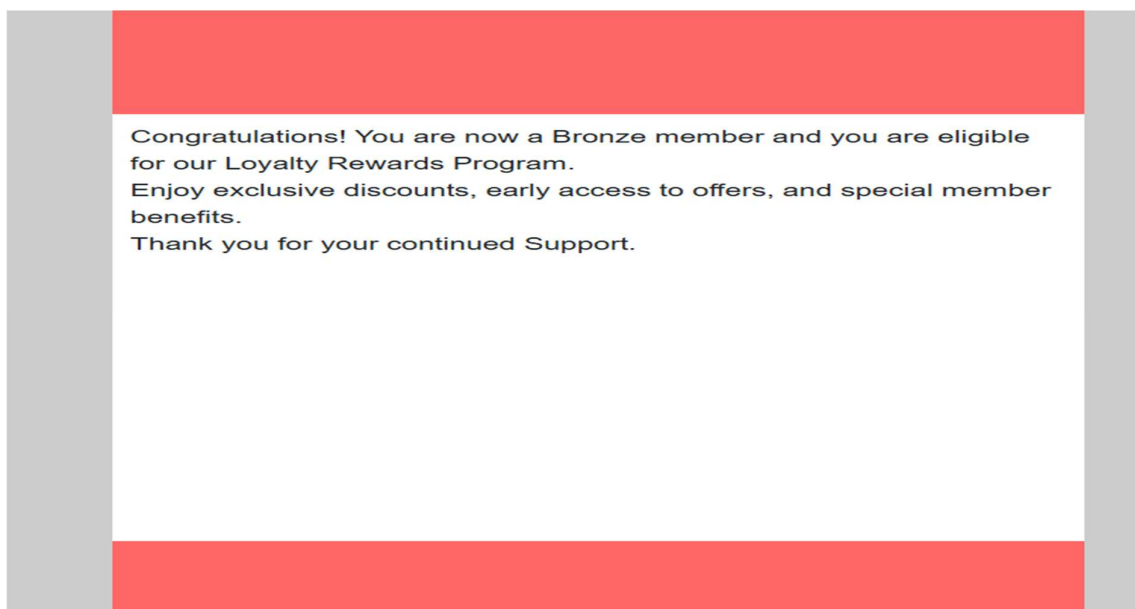 Congratulations! You are now a Bronze member and you are eligible
for our Loyalty Rewards Program.
Enjoy exclusive discounts, early access to offers, and special member
benefits.
Thank you for your continued Support.